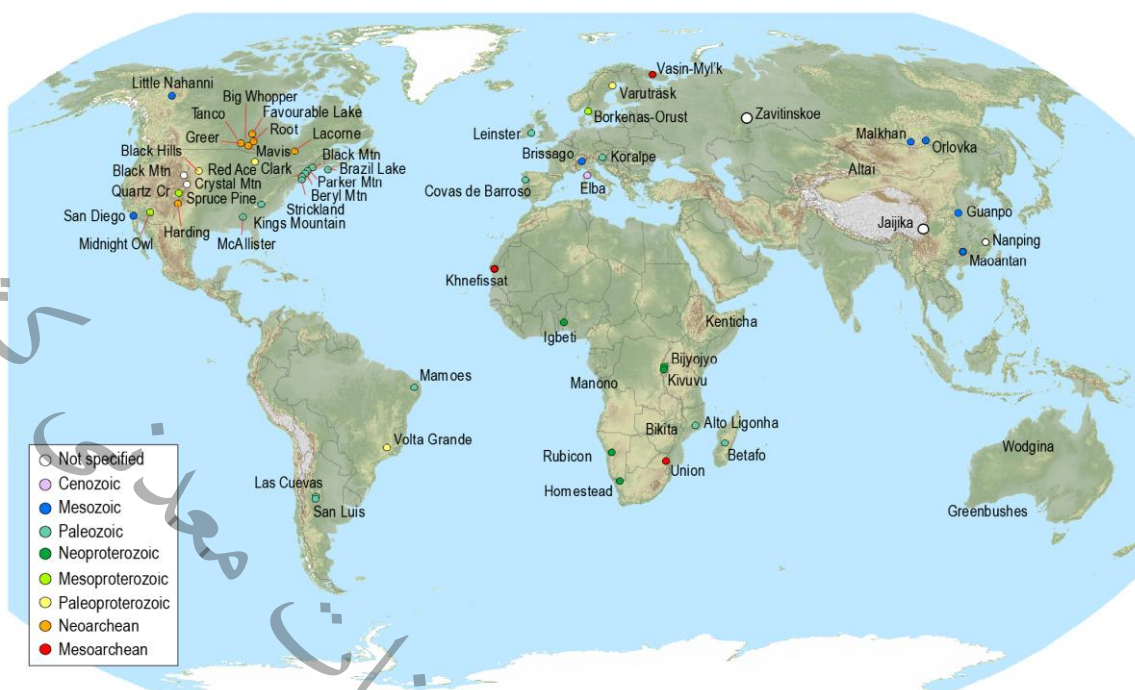 Little Nahanni
Big Whopper
Tanco
Favourable Lake
Greer
Root
Lacorne
Mavis
Black Hills
Black Mtn
Red Ace
Clark
Black Mtn
Brazil Lake
Crystal Mtn
Parker Mtn
Quartz Cr
Spruce Pine
Beryl Mtn
Strickland
San Diego
Kings Mountain
Harding
Midnight Owl
McAllister
Vasin-Myl'k
Varuträsk
Borkenas-Orust
Zavitinskoe
Leinster
Brissago
Koralpe
Malkhan
Orlovka
Altai
Elba
Covas de Barroso
Guanpo
Jaijika
Nanping
Maoantan
Khnefissat
Igbeti
Kenticha
Bijyojyo
Kivuvu
Manono
Mamoes
Volta Grande
Bikita
Alto Ligonha
Betafo
Rubicon
Union
Homestead
Las Cuevas
San Luis
Wodgina
Greenbushes
Not specified
Cenozoic
Mesozoic
Paleozoic
Neoproterozoic
Mesoproterozoic
Paleoproterozoic
Neoarchean
Mesoarchean